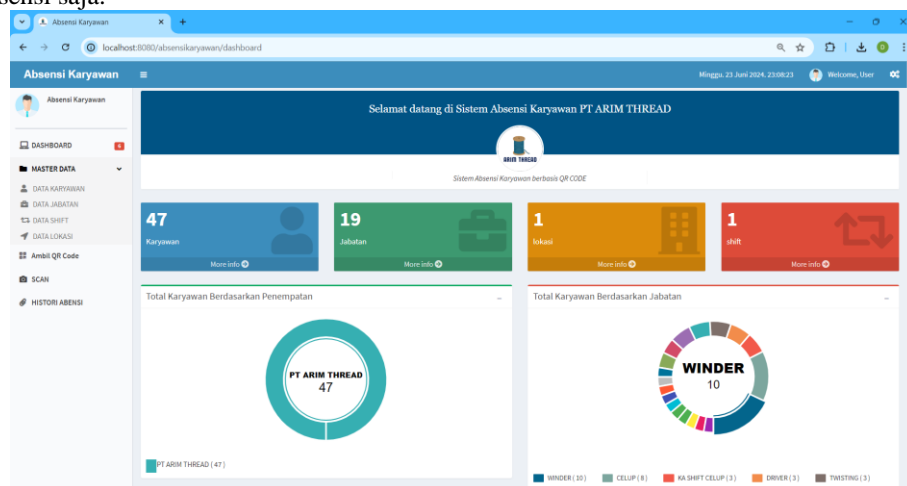 absensi saja.
Absensi Karyawan
localhost:8080/absensikaryawan/dashboard
Absensi Karyawan
Minggu, 23 Juni 2024, 23:08:23
Welcome, User
Absensi Karyawan
DASHBOARD
MASTER DATA
DATA KARYAWAN
DATA JABATAN
DATA SHIFT
DATA LOKASI
Ambil QR Code
SCAN
HISTORI ABENSI
Selamat datang di Sistem Absensi Karyawan PT ARIM THREAD
ARIM THREAD
Sistem Absensi Karyawan berbasis QR CODE
47
Karyawan
More info
19
Jabatan
More info
1
lokasi
More info
1
shift
More info
Total Karyawan Berdasarkan Penempatan
PT ARIM THREAD
47
PT ARIM THREAD ( 47 )
Total Karyawan Berdasarkan Jabatan
WINDER
10
WINDER ( 10 ) CELUP ( 8 ) KA SHIFT CELUP ( 3 ) DRIVER ( 3 ) TWISTING ( 3 )